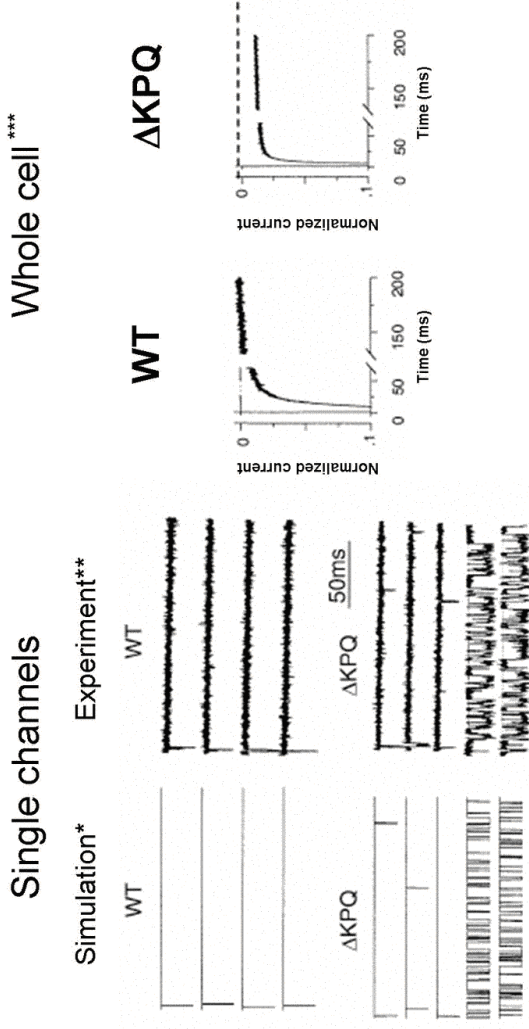 Single channels
Whole cell***
Simulation*
Experiment**
WT
WT
WT
ΔKPQ
ΔKPQ
ΔKPQ
50ms
Normalized current
0
.1
0
50
150
200
Time (ms)
Normalized current
0
.1
0
50
150
200
Time (ms)